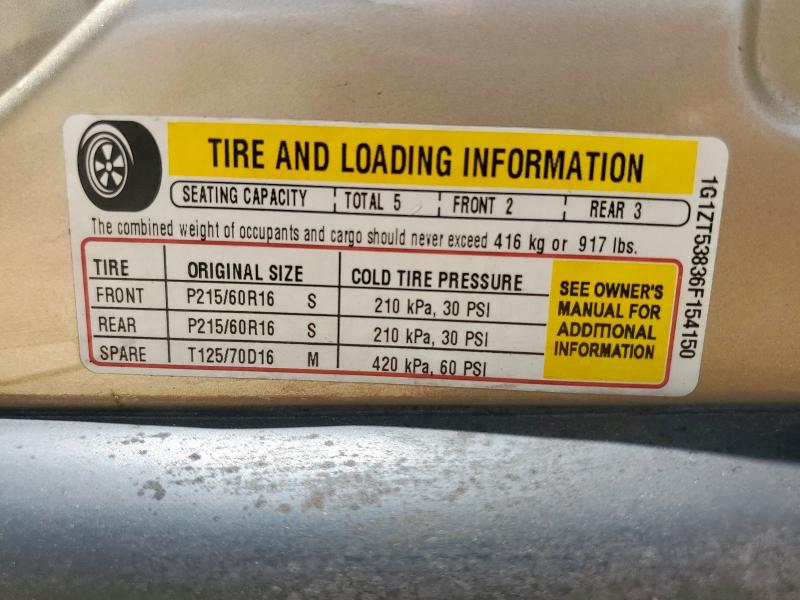 TIRE AND LOADING INFORMATION
SEATING CAPACITY TOTAL 5 FRONT 2 REAR 3
The combined weight of occupants and cargo should never exceed 416 kg or 917 lbs.
TIRE ORIGINAL SIZE COLD TIRE PRESSURE
FRONT P215/60R16 S 210 kPa, 30 PSI
REAR P215/60R16 S 210 kPa, 30 PSI
SPARE T125/70D16 M 420 kPa, 60 PSI
SEE OWNER'S
MANUAL FOR
ADDITIONAL
INFORMATION
1G1ZT53836F154150